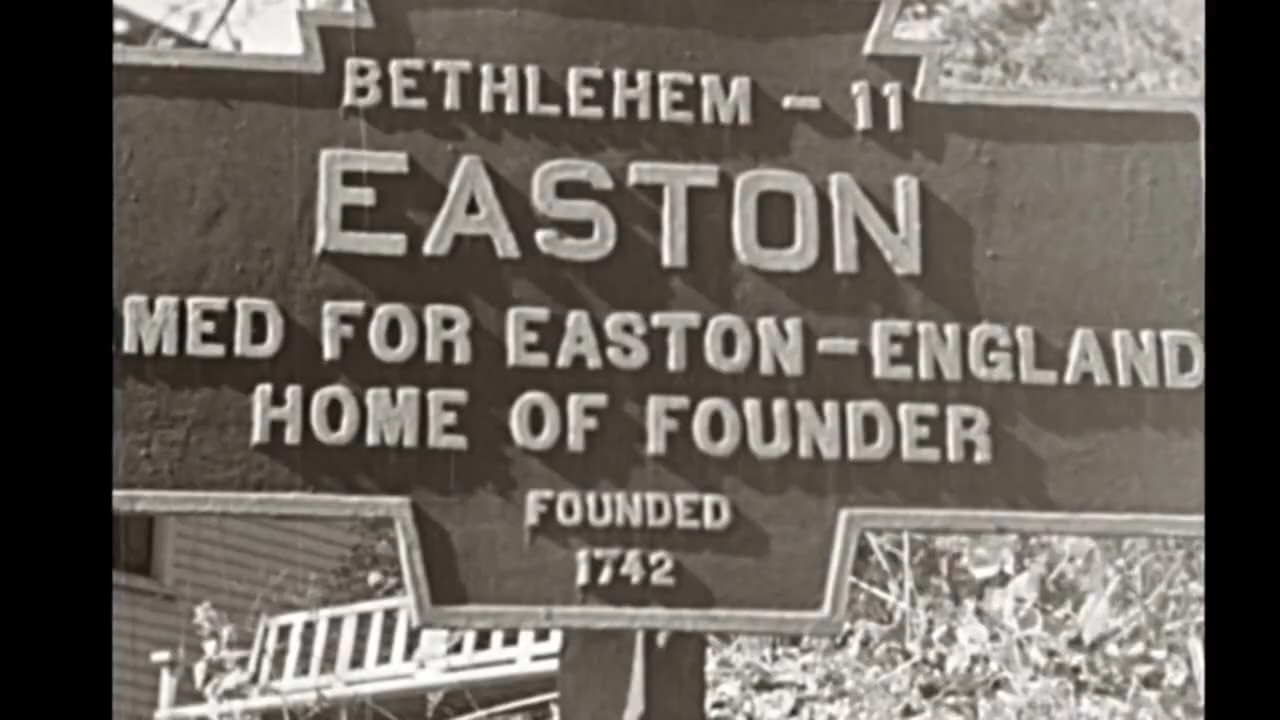 BETHLEHEM - 11
EASTON
MED FOR EASTON-ENGLAND
HOME OF FOUNDER
FOUNDED
1742